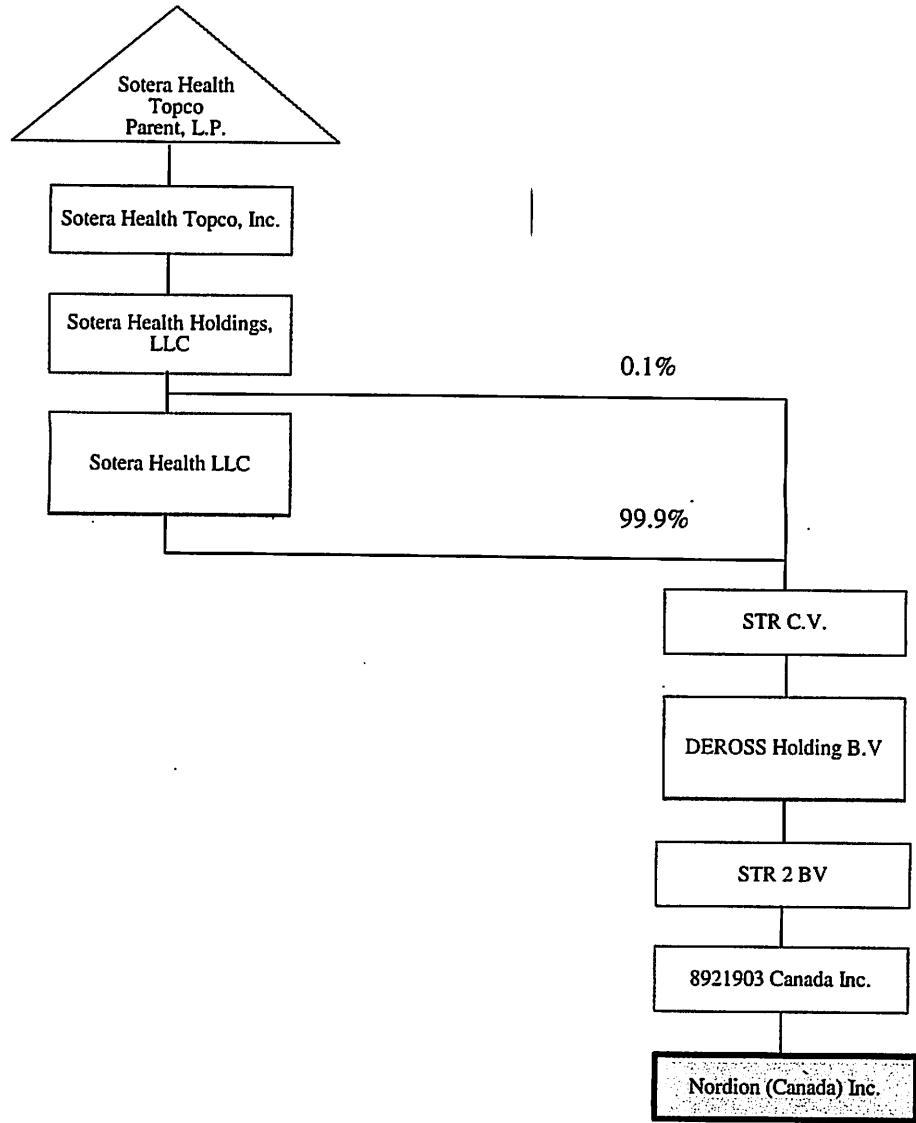 Sotera Health
Topco
Parent, L.P.
Sotera Health Topco, Inc.
Sotera Health Holdings,
LLC
0.1%
Sotera Health LLC
99.9%
STR C.V.
DEROSS Holding B.V
STR 2 BV
8921903 Canada Inc.
Nordion (Canada) Inc.